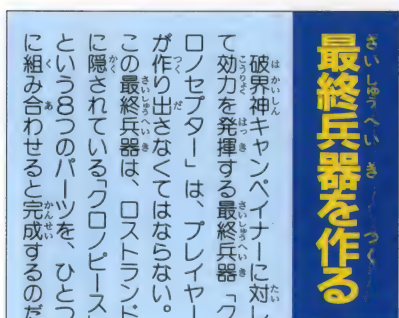 最終兵器を作る
破界神キャンペイナーに対し
て効力を発揮する最終兵器「ク
ロノセプター」は、プレイヤー
が作り出さなくてはならない。
この最終兵器は、ロストランド
に隠されている「クロノピース」
という8つのパーツを、ひとつ
に組み合わせると完成するのだ